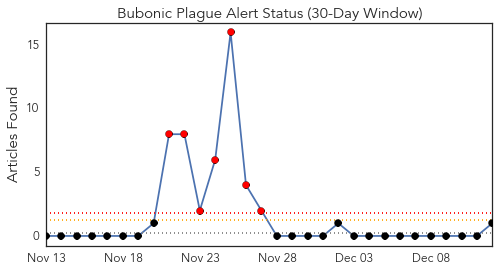 Bubonic Plague Alert Status (30-Day Window)
Articles Found
15
10
5
0
Nov 13 Nov 18 Nov 23 Nov 28 Dec 03 Dec 08